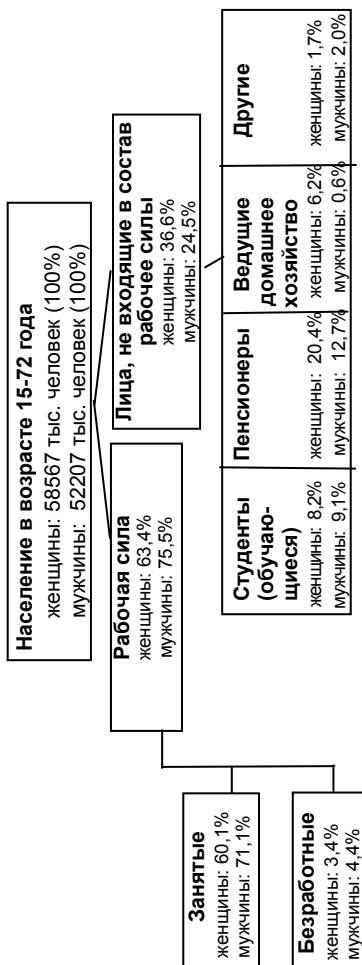 Население в возрасте 15-72 года
женщины: 58567 тыс. человек (100%)
мужчины: 52207 тыс. человек (100%)
Рабочая сила
женщины: 63,4%
мужчины: 75,5%
Лица, не входящие в состав
рабочее силы
женщины: 36,6%
мужчины: 24,5%
Занятые
женщины: 60,1%
мужчины: 71,1%
Безработные
женщины: 3,4%
мужчины: 4,4%
Студенты
(обучаю-
щиеся)
женщины: 8,2%
мужчины: 9,1%
Пенсионеры
женщины: 20,4%
мужчины: 12,7%
Ведущие
домашнее
хозяйство
женщины: 6,2%
мужчины: 0,6%
Другие
женщины: 1,7%
мужчины: 2,0%